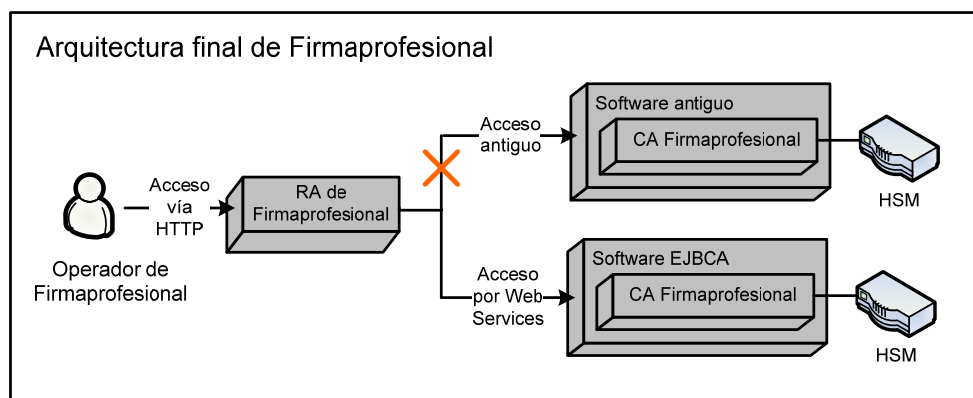 Arquitectura final de Firmaprofesional
Operador de
Firmaprofesional
Acceso
vía
HTTP
RA de
Firmaprofesional
Acceso
antiguo
Software antiguo
CA Firmaprofesional
HSM
Acceso
por Web
Services
Software EJBCA
CA Firmaprofesional
HSM